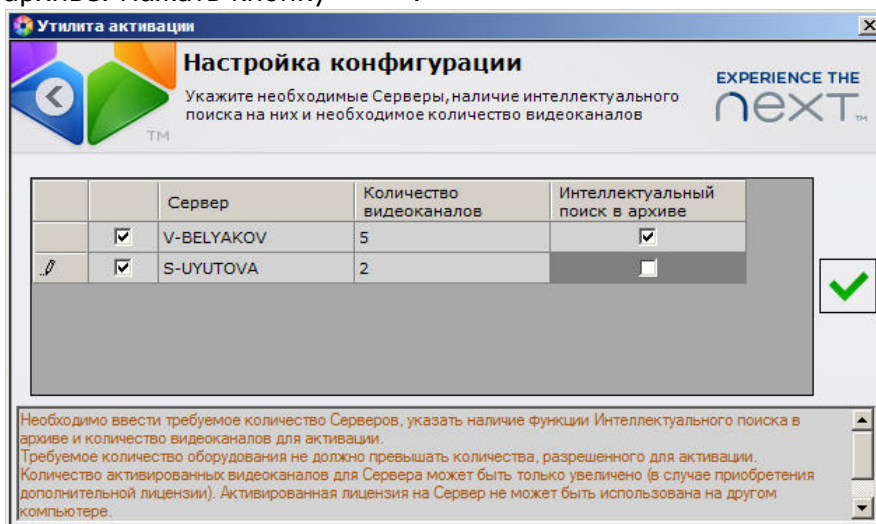 Утилита активации
Настройка конфигурации
Укажите необходимые Серверы, наличие интеллектуального
поиска на них и необходимое количество видеоканалов
TM
EXPERIENCE THE
next TM
Сервер
Количество
видеоканалов
Интеллектуальный
поиск в архиве
V-BELYAKOV 5
S-UYUTOVA 2
Необходимо ввести требуемое количество Серверов, указать наличие функции Интеллектуального поиска в
архиве и количество видеоканалов для активации.
Требуемое количество оборудования не должно превышать количества, разрешенного для активации.
Количество активированных видеоканалов для Сервера может быть только увеличено (в случае приобретения
дополнительной лицензии). Активированная лицензия на Сервер не может быть использована на другом
компьютере.